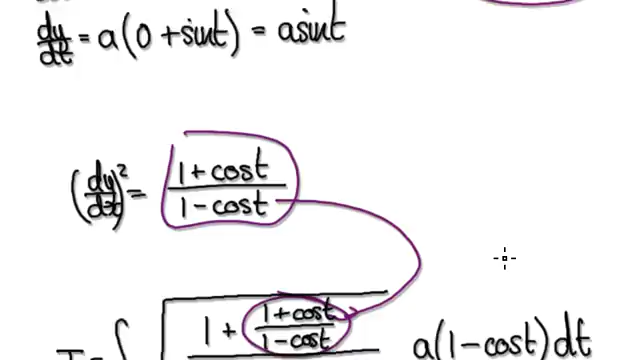 dy/dt = a(0 + sint) = asint
(dy/dx)² = (1 + cost)/(1 - cost)
I = ∫ √(1 + (1 + cost)/(1 - cost)) a(1 - cost) dt